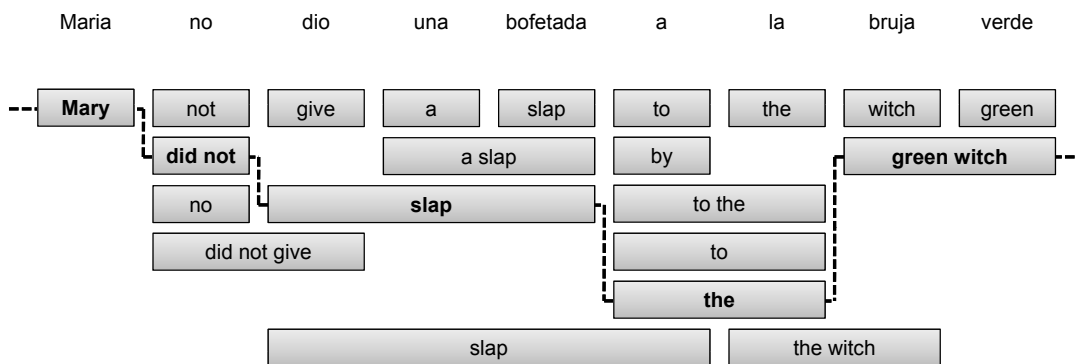 Maria no dio una bofetada a la bruja verde
Mary not give a slap to the witch green
did not a slap by green witch
no slap to the
did not give to
the
slap the witch